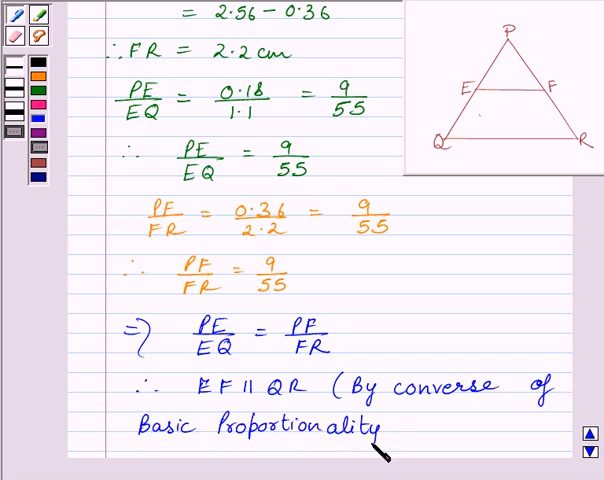 = 2.56 - 0.36
∴ FR = 2.2 cm
PE/EQ = 0.18/1.1 = 9/55
∴ PE/EQ = 9/55
PF/FR = 0.36/2.2 = 9/55
∴ PF/FR = 9/55
⇒ PE/EQ = PF/FR
∴ EF || QR (By converse of
Basic Proportionality
P
E F
Q R